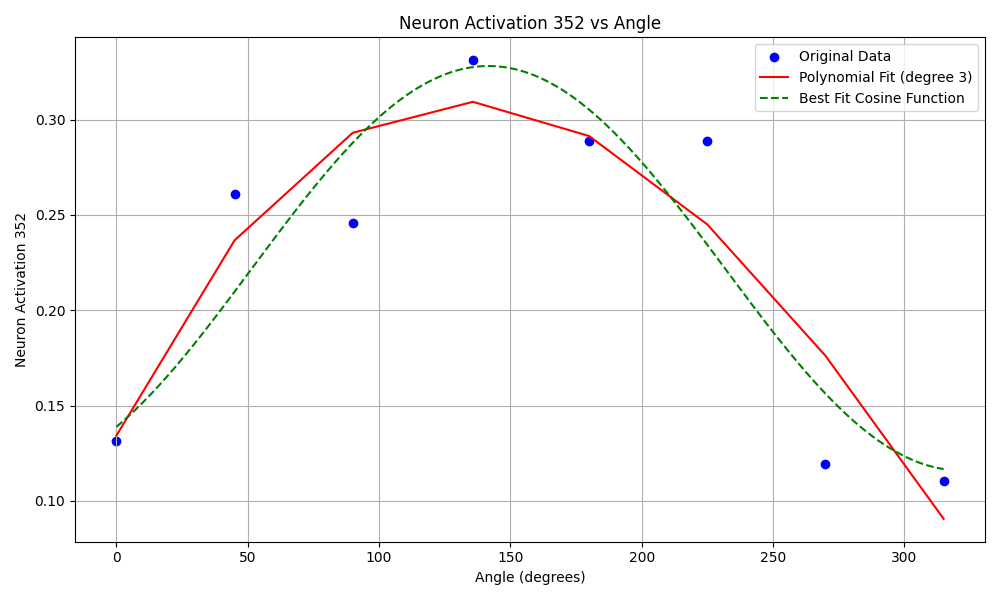 Neuron Activation 352 vs Angle
Original Data
Polynomial Fit (degree 3)
Best Fit Cosine Function
Neuron Activation 352
0.30
0.25
0.20
0.15
0.10
0
50
100
150
200
250
300
Angle (degrees)